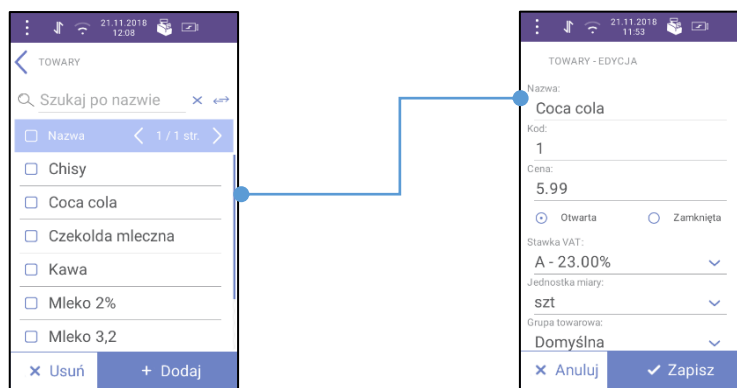 21.11.2018
12:08
TOWARY
Szukaj po nazwie
Nazwa 1 / 1 str.
Chisy
Coca cola
Czekolda mleczna
Kawa
Mleko 2%
Mleko 3,2
Usuń + Dodaj
21.11.2018
11:53
TOWARY - EDYCJA
Nazwa:
Coca cola
Kod:
1
Cena:
5.99
Otwarta Zamknięta
Stawka VAT:
A - 23.00%
Jednostka miary:
szt
Grupa towarowa:
Domyślna
Anuluj Zapisz